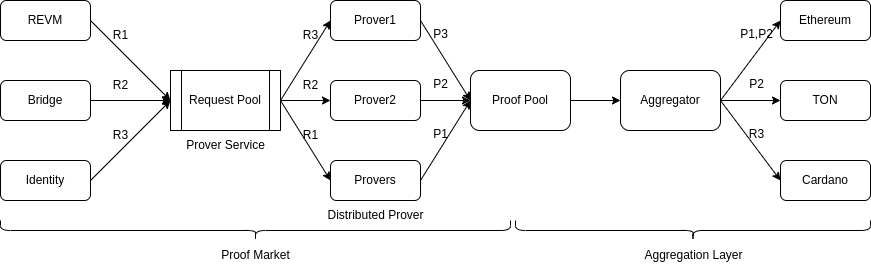 REVM
Prover1
Ethereum
R1
R3
P3
P1,P2
Bridge
R2
Request Pool
R2
Prover2
P2
Proof Pool
Aggregator
P2
TON
R3
R1
P1
R3
Prover Service
Identity
Provers
Cardano
Distributed Prover
Proof Market
Aggregation Layer